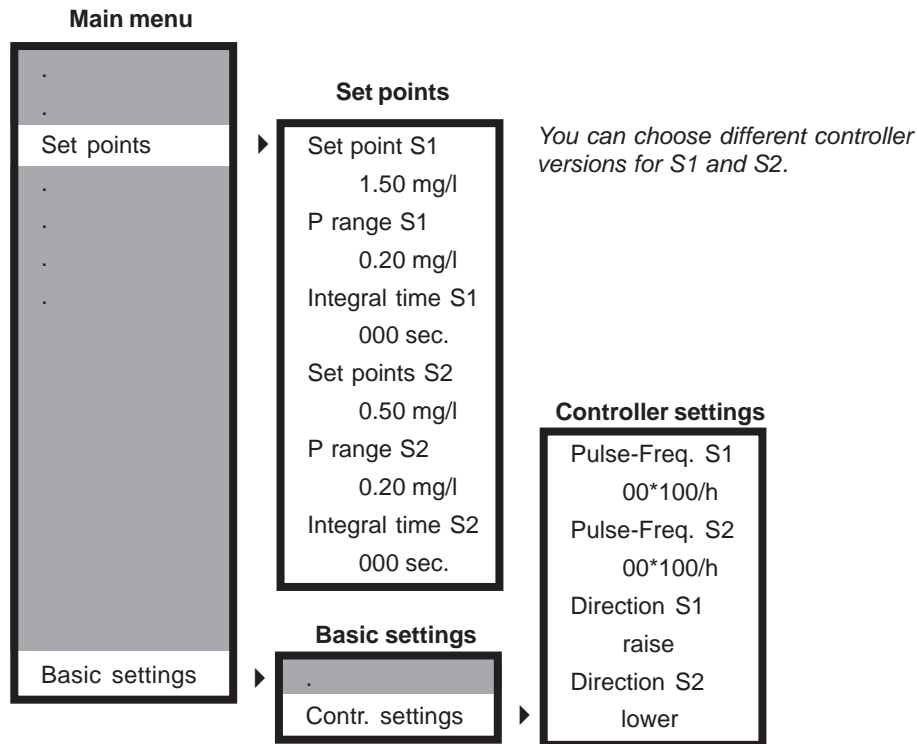 Main menu
.
.
Set points
.
.
.
.
Basic settings
Set points
Set point S1
1.50 mg/l
P range S1
0.20 mg/l
Integral time S1
000 sec.
Set points S2
0.50 mg/l
P range S2
0.20 mg/l
Integral time S2
000 sec.
You can choose different controller
versions for S1 and S2.
Basic settings
.
Contr. settings
Controller settings
Pulse-Freq. S1
00*100/h
Pulse-Freq. S2
00*100/h
Direction S1
raise
Direction S2
lower